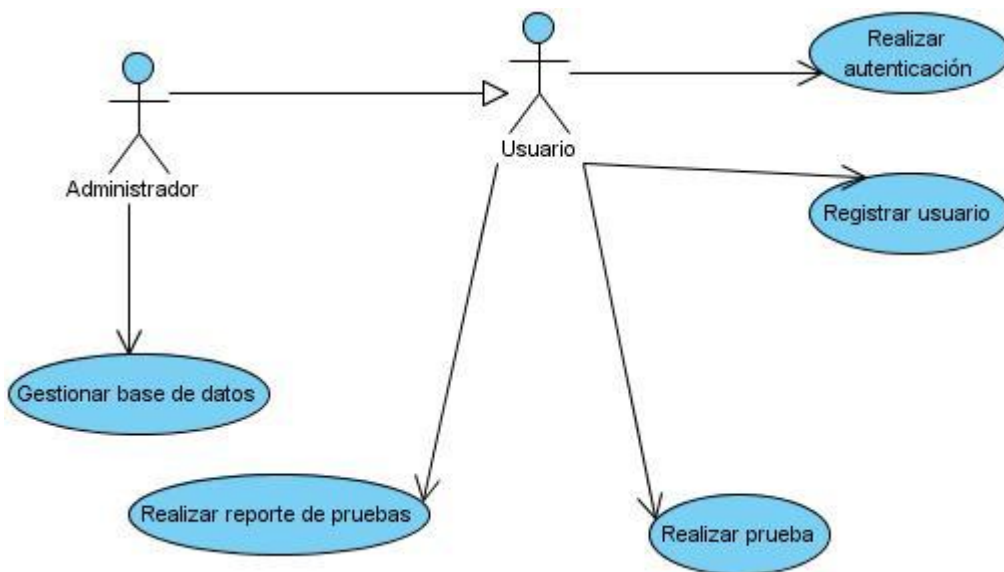 Realizar
autenticación
Usuario
Administrador
Registrar usuario
Gestionar base de datos
Realizar reporte de pruebas
Realizar prueba